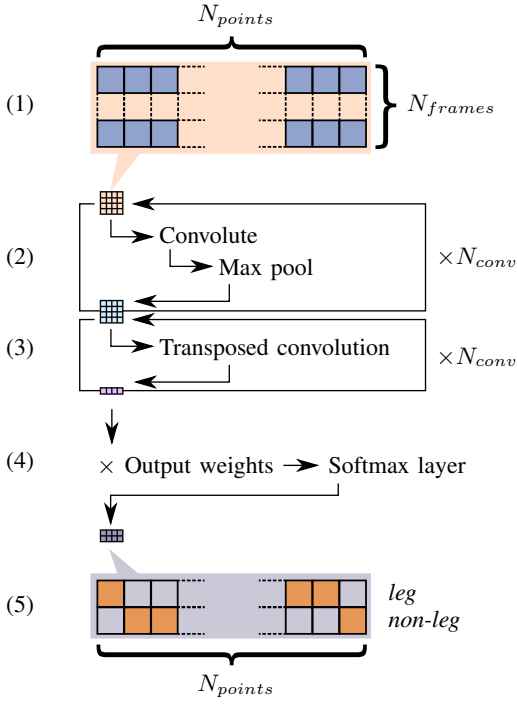 N_points
(1)
N_frames
(2)
Convolute
Max pool
× N_conv
(3)
Transposed convolution
× N_conv
(4)
× Output weights
Softmax layer
(5)
leg
non-leg
N_points